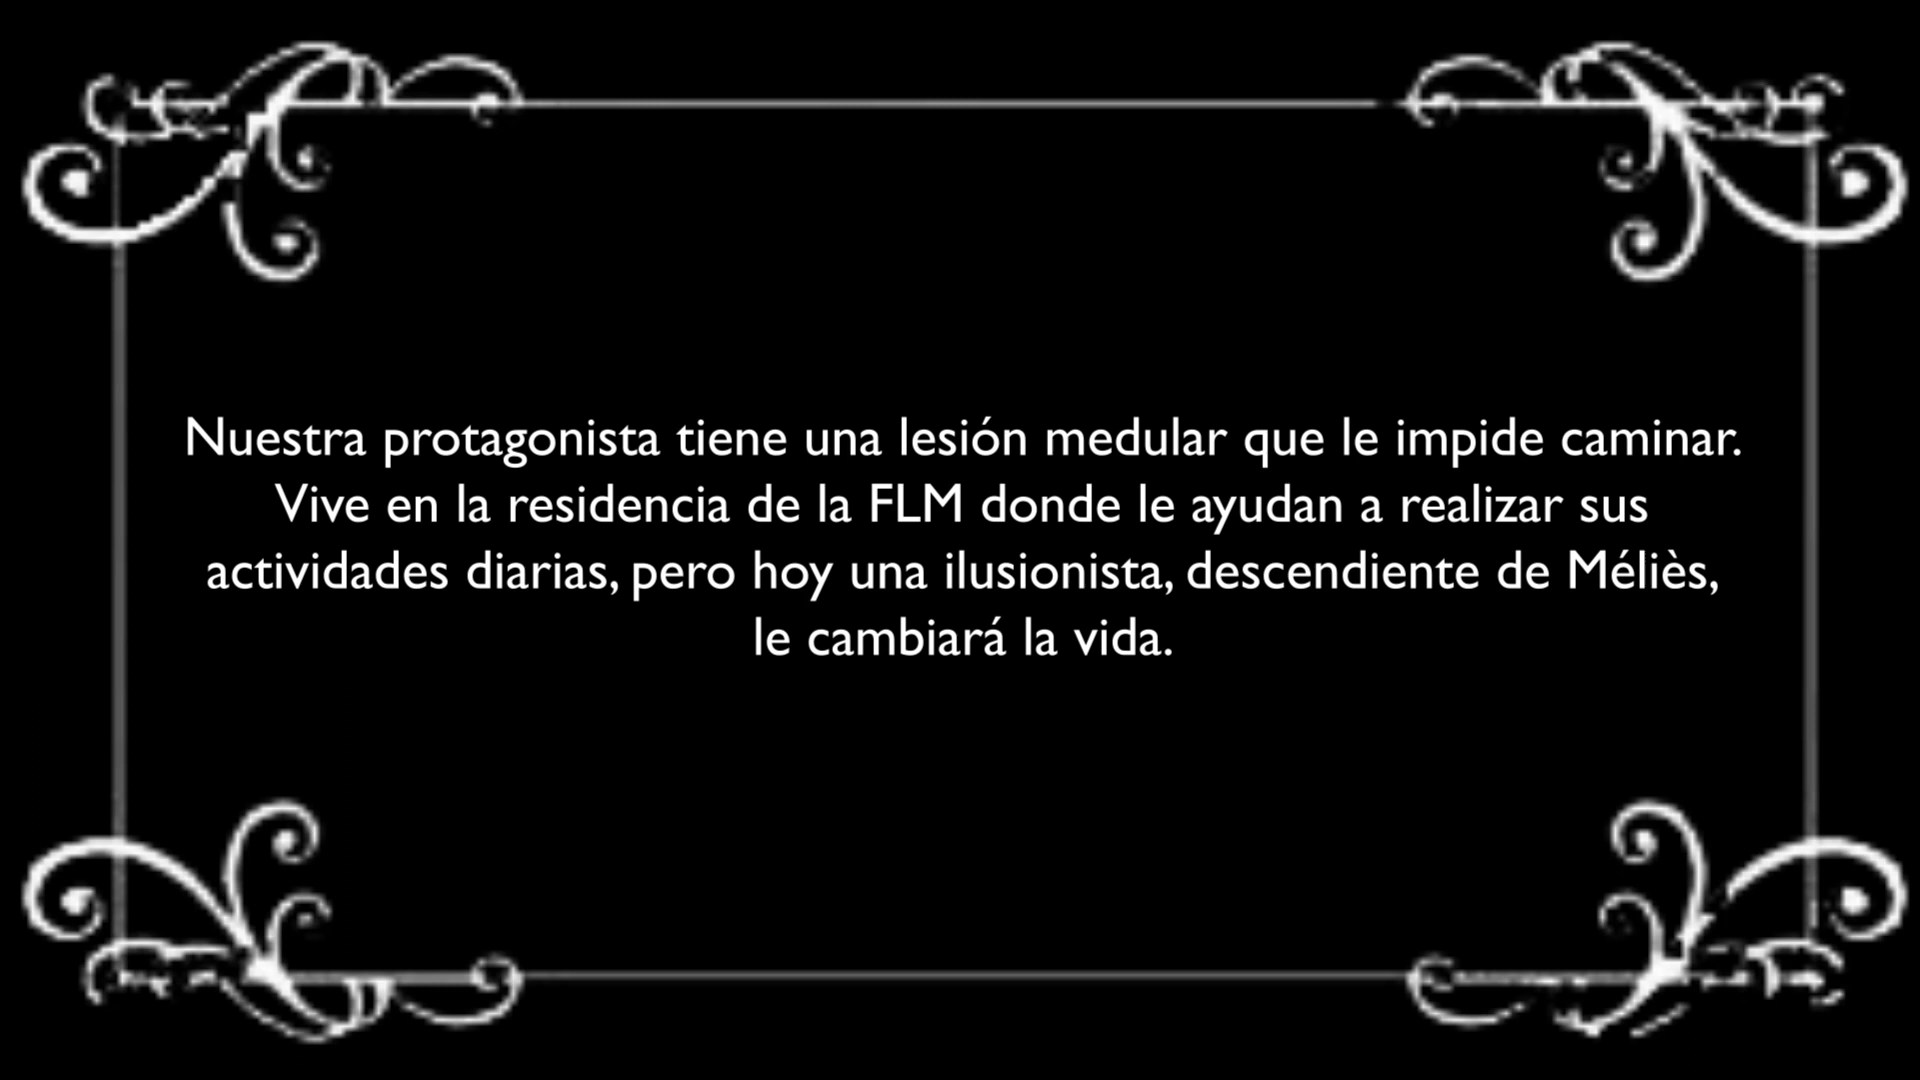 Nuestra protagonista tiene una lesión medular que le impide caminar.
Vive en la residencia de la FLM donde le ayudan a realizar sus
actividades diarias, pero hoy una ilusionista, descendiente de Méliès,
le cambiará la vida.